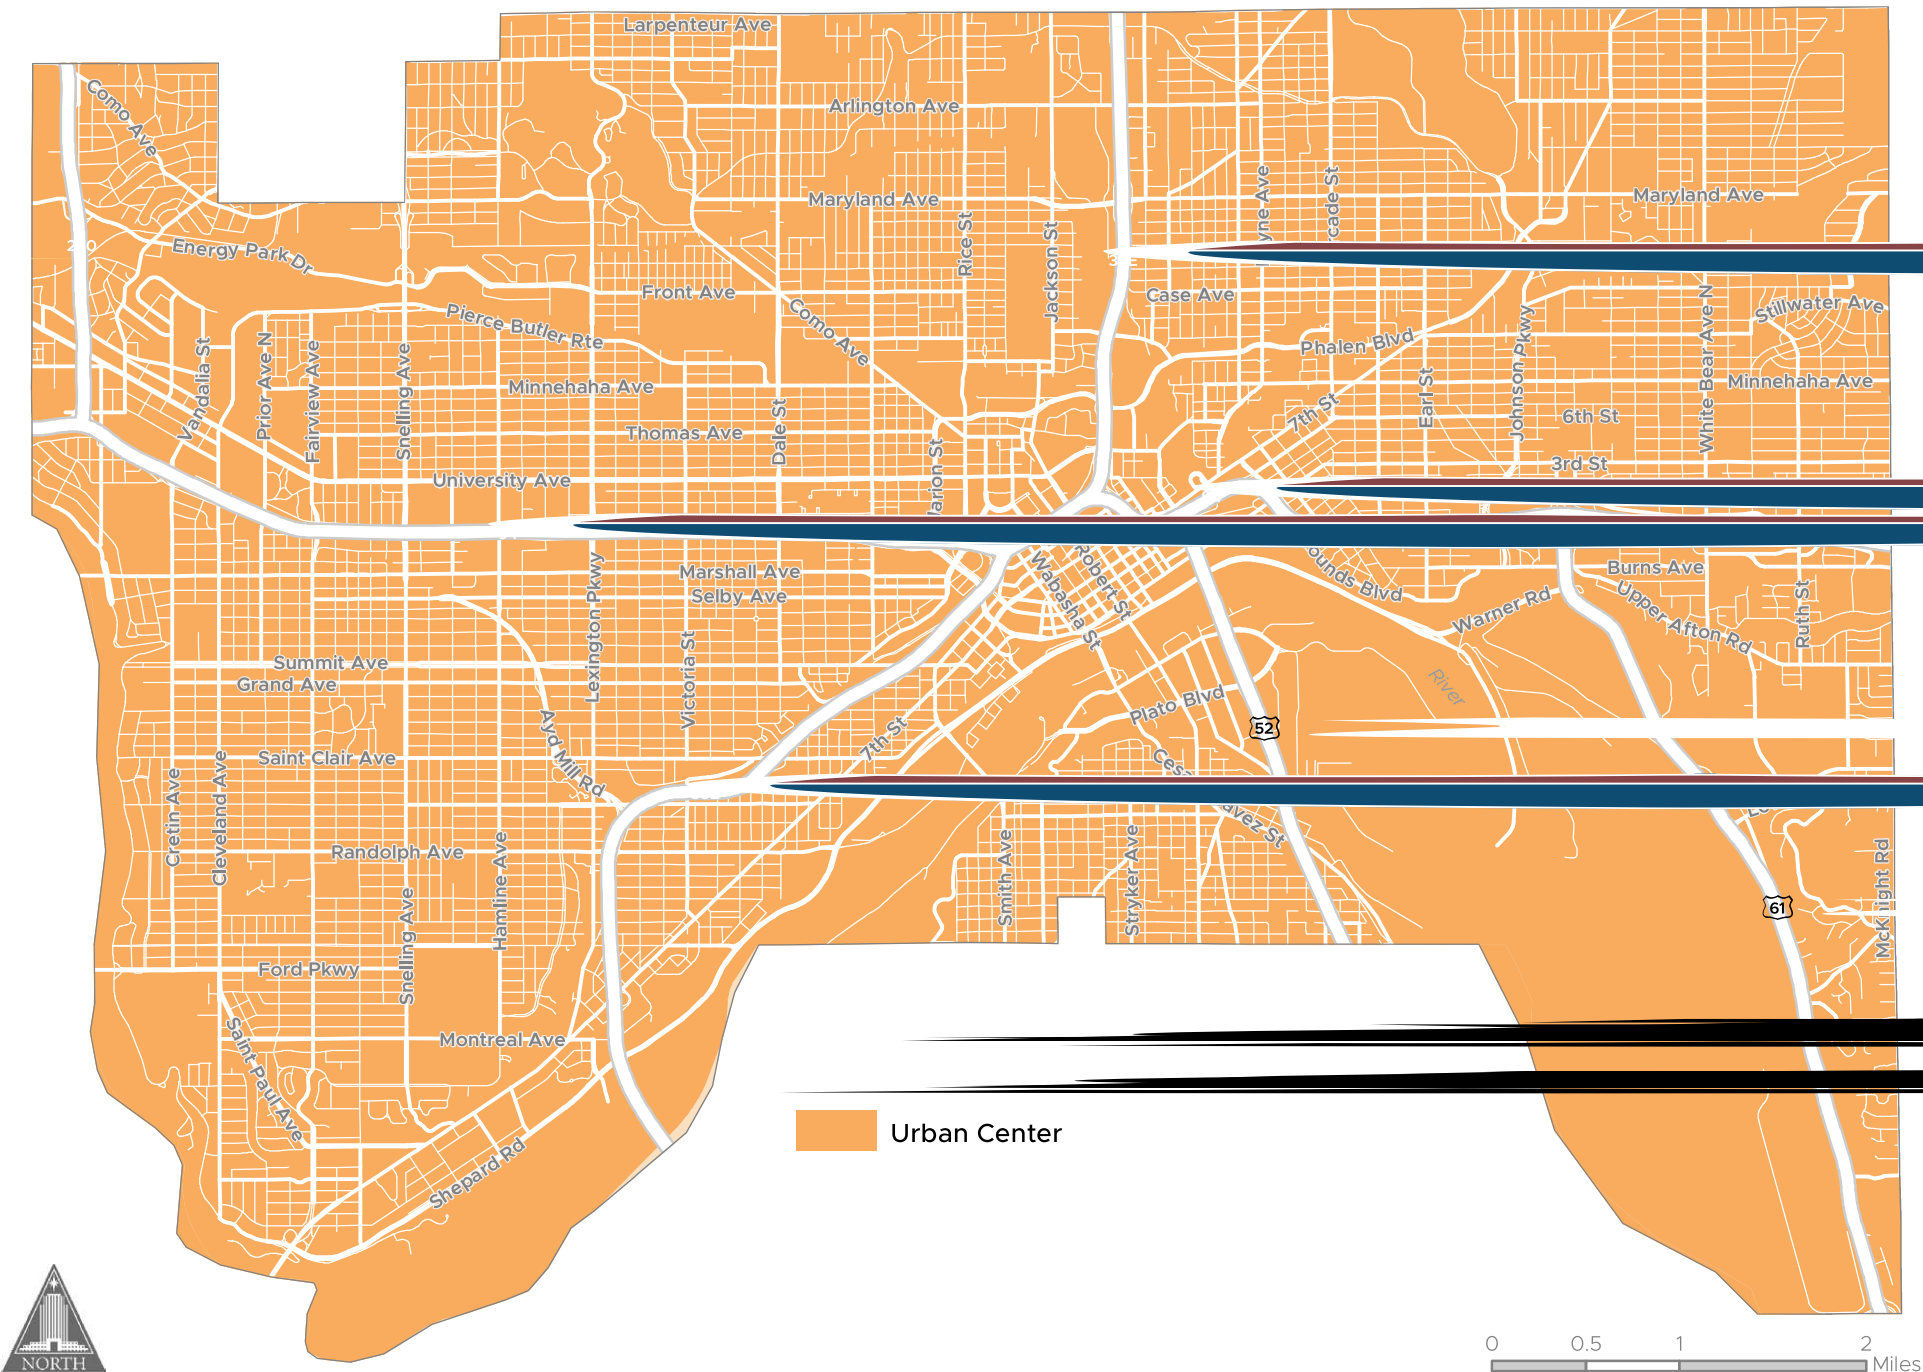 Larpenteur Ave
Como Ave
Arlington Ave
Maryland Ave
Maryland Ave
Energy Park Dr
Rice St
Jackson St
Front Ave
Case Ave
Stillwater Ave
Pierce Butler Rte
Como Ave
Phalen Blvd
Johnson Pkwy
White Bear Ave N
Vandalia St
Prior Ave N
Fairview Ave
Snelling Ave
Minnehaha Ave
Minnehaha Ave
Dale St
Earl St
7th St
6th St
Thomas Ave
3rd St
University Ave
Marshall Ave
Selby Ave
Wabasha St
Robert St
Burns Ave
Warner Rd
Upper Afton Rd
Ruth St
Lexington Pkwy
Victoria St
Summit Ave
Grand Ave
River
Plato Blvd
52
Ayd Mill Rd
7th St
Saint Clair Ave
Cretin Ave
Cleveland Ave
Randolph Ave
Hamline Ave
Smith Ave
Stryker Ave
McKnight Rd
61
Snelling Ave
Ford Pkwy
Saint Paul Ave
Montreal Ave
Shepard Rd
Urban Center
NORTH
0 0.5 1 2
Miles